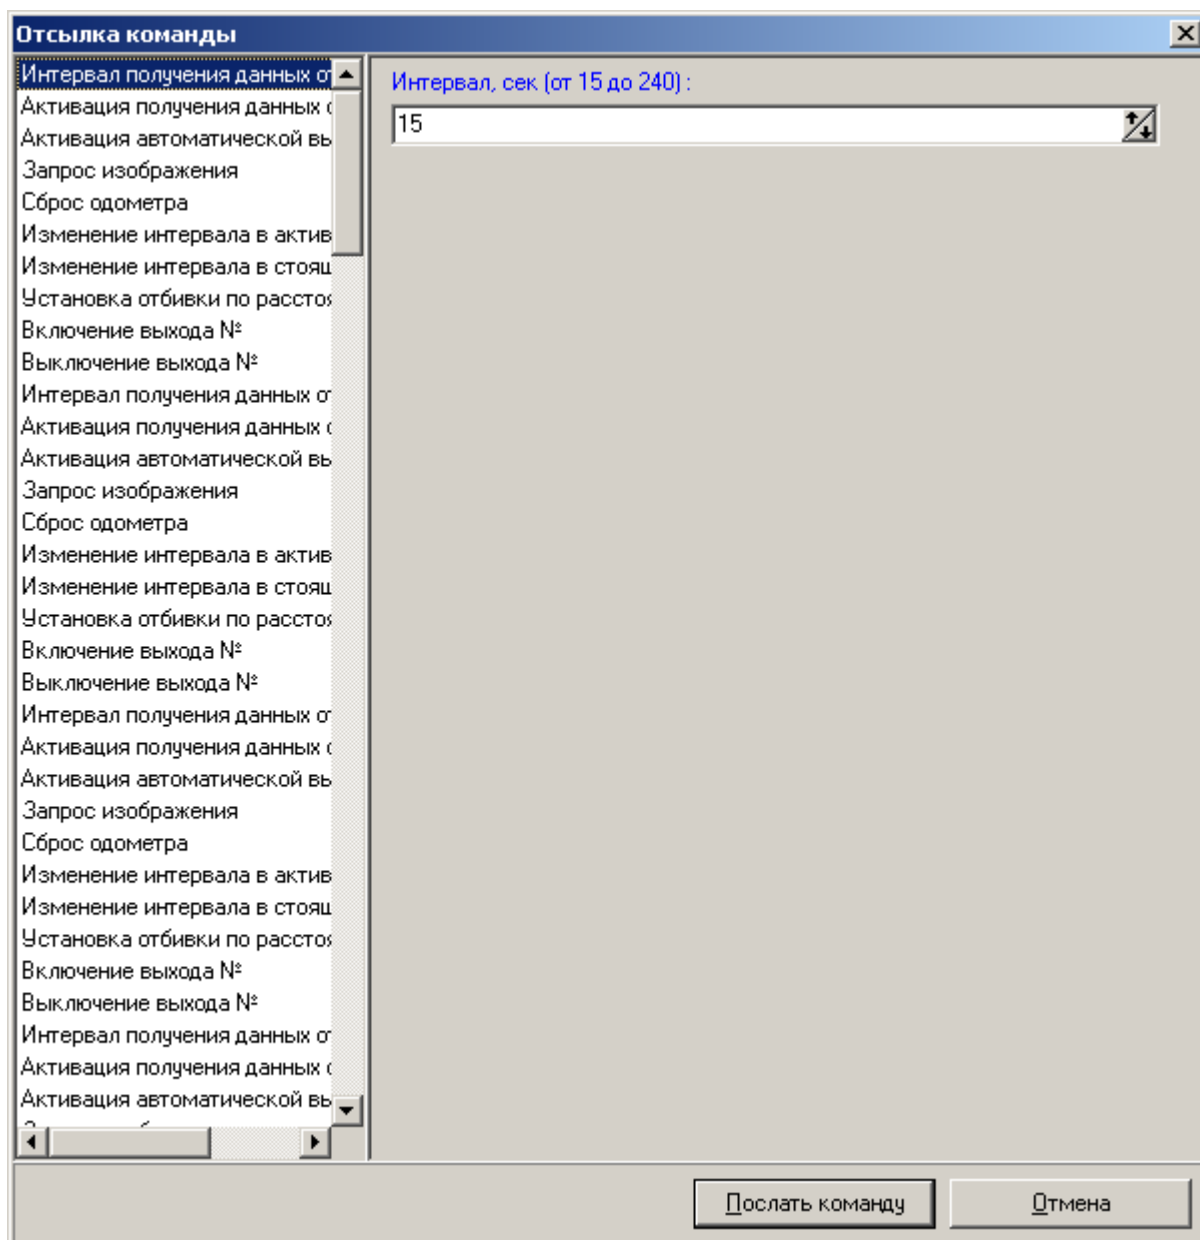 Отсылка команды
Интервал получения данных от
Активация получения данных
Активация автоматической вы
Запрос изображения
Сброс одометра
Изменение интервала в актив
Изменение интервала в стоящ
Установка отбивки по расстоя
Включение выхода №
Выключение выхода №
Интервал получения данных от
Активация получения данных
Активация автоматической вы
Запрос изображения
Сброс одометра
Изменение интервала в актив
Изменение интервала в стоящ
Установка отбивки по расстоя
Включение выхода №
Выключение выхода №
Интервал получения данных от
Активация получения данных
Активация автоматической вы
Запрос изображения
Сброс одометра
Изменение интервала в актив
Изменение интервала в стоящ
Установка отбивки по расстоя
Включение выхода №
Выключение выхода №
Интервал получения данных от
Активация получения данных
Активация автоматической вы
Интервал, сек (от 15 до 240) :
15
Послать команду
Отмена